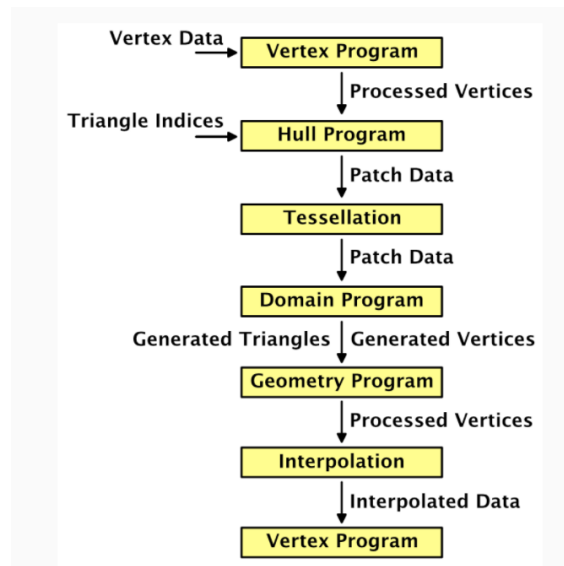 Vertex Data
Vertex Program
Processed Vertices
Triangle Indices
Hull Program
Patch Data
Tessellation
Patch Data
Domain Program
Generated Triangles Generated Vertices
Geometry Program
Processed Vertices
Interpolation
Interpolated Data
Vertex Program